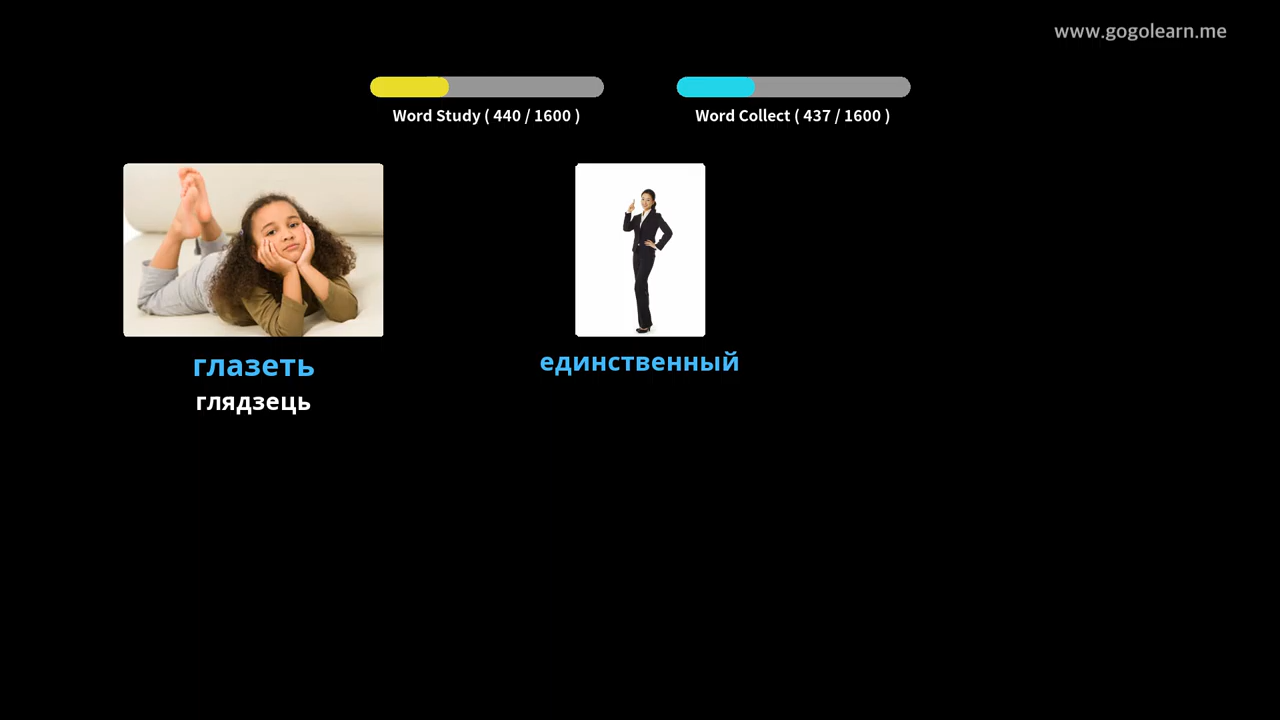 www.gogolearn.me
Word Study ( 440 / 1600 )
Word Collect ( 437 / 1600 )
глазеть
глядзець
единственный